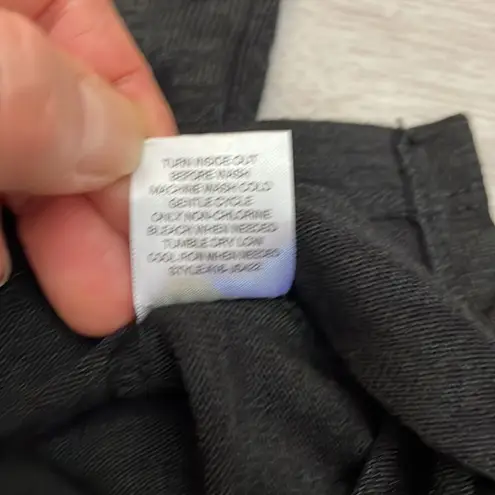 TURN INSIDE OUT
BEFORE WASH
MACHINE WASH COLD
GENTLE CYCLE
ONLY NON-CHLORINE
BLEACH WHEN NEEDED
TUMBLE DRY LOW
COOL IRON WHEN NEEDED